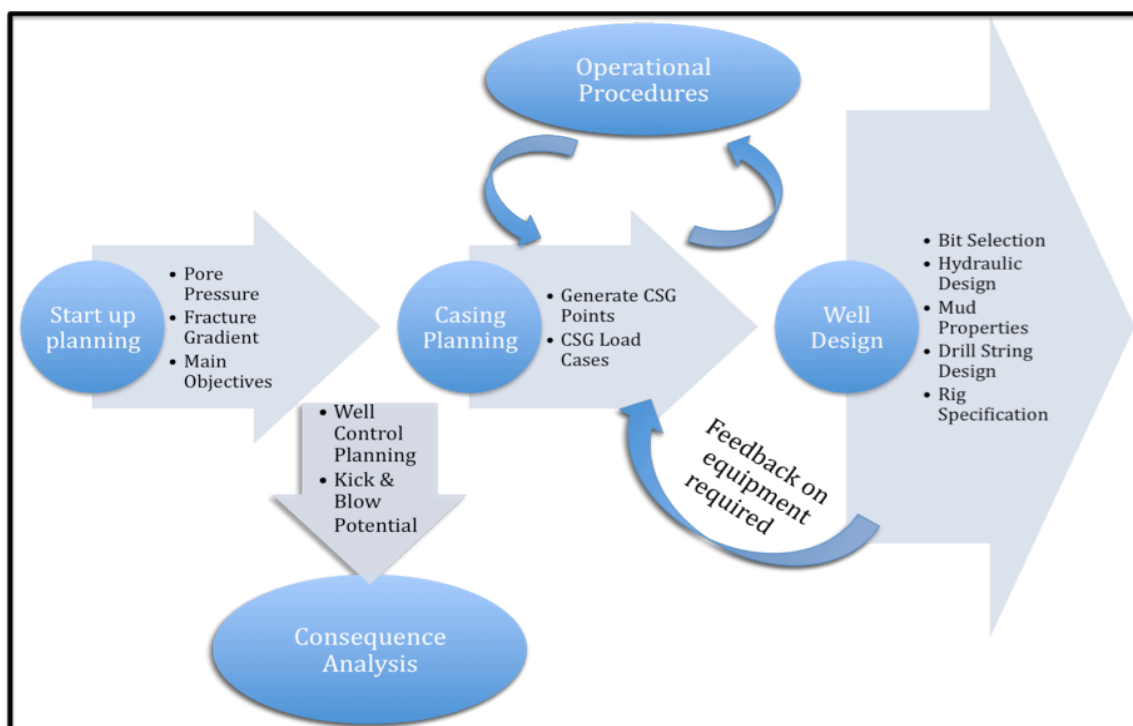 Operational
Procedures
Start up
planning
• Pore
Pressure
• Fracture
Gradient
• Main
Objectives
Casing
Planning
• Generate CSG
Points
• CSG Load
Cases
Well
Design
• Bit Selection
• Hydraulic
Design
• Mud
Properties
• Drill String
Design
• Rig
Specification
• Well
Control
Planning
• Kick &
Blow
Potential
Feedback on
equipment
required
Consequence
Analysis